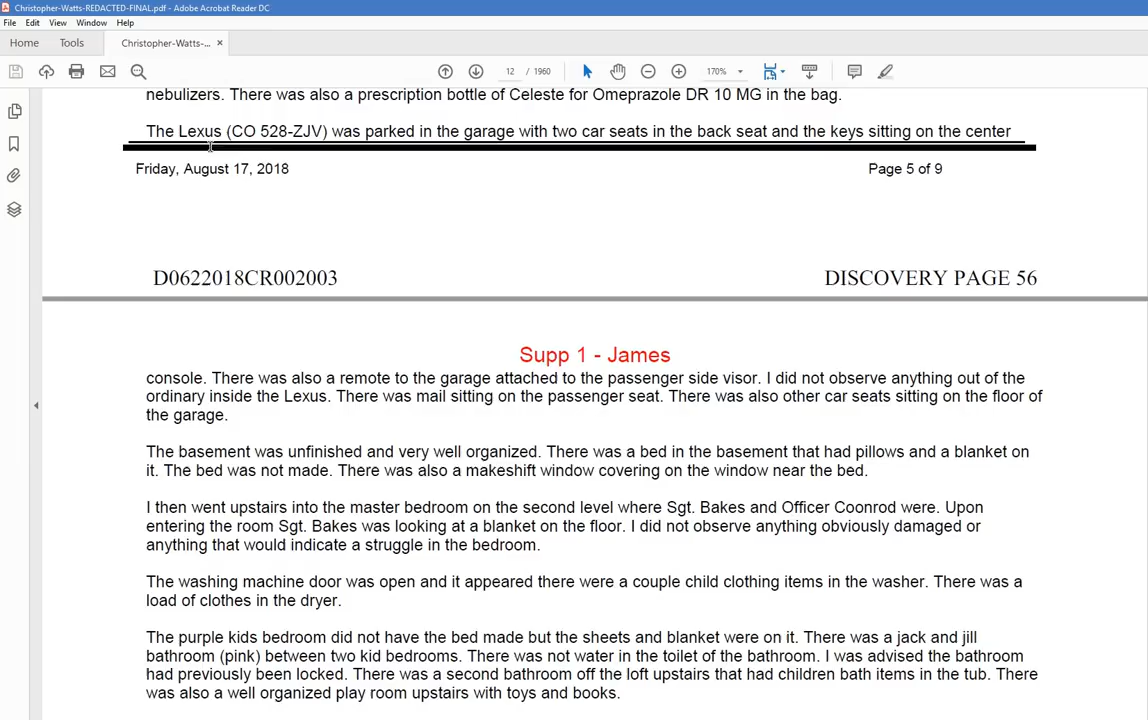 Christopher-Watts-REDACTED-FINAL.pdf - Adobe Acrobat Reader DC
File Edit View Window Help
Home Tools Christopher-Watts-... ×
12 / 1960 170%
nebulizers. There was also a prescription bottle of Celeste for Omeprazole DR 10 MG in the bag.
The Lexus (CO 528-ZJV) was parked in the garage with two car seats in the back seat and the keys sitting on the center
Friday, August 17, 2018 Page 5 of 9
D0622018CR002003 DISCOVERY PAGE 56
Supp 1 - James
console. There was also a remote to the garage attached to the passenger side visor. I did not observe anything out of the
ordinary inside the Lexus. There was mail sitting on the passenger seat. There was also other car seats sitting on the floor of
the garage.
The basement was unfinished and very well organized. There was a bed in the basement that had pillows and a blanket on
it. The bed was not made. There was also a makeshift window covering on the window near the bed.
I then went upstairs into the master bedroom on the second level where Sgt. Bakes and Officer Coonrod were. Upon
entering the room Sgt. Bakes was looking at a blanket on the floor. I did not observe anything obviously damaged or
anything that would indicate a struggle in the bedroom.
The washing machine door was open and it appeared there were a couple child clothing items in the washer. There was a
load of clothes in the dryer.
The purple kids bedroom did not have the bed made but the sheets and blanket were on it. There was a jack and jill
bathroom (pink) between two kid bedrooms. There was not water in the toilet of the bathroom. I was advised the bathroom
had previously been locked. There was a second bathroom off the loft upstairs that had children bath items in the tub. There
was also a well organized play room upstairs with toys and books.